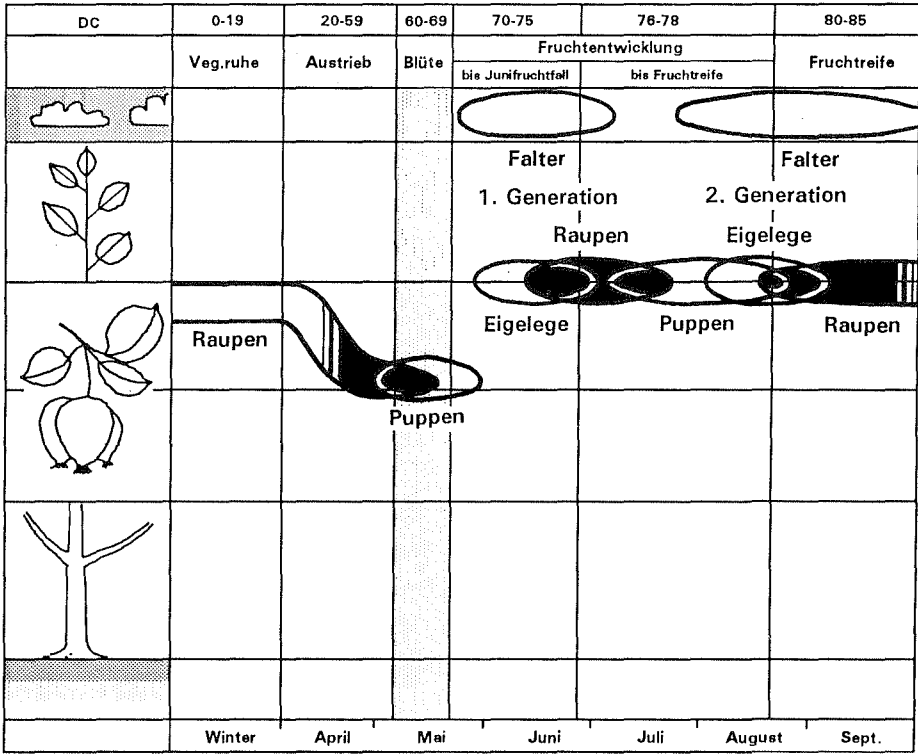 DC 0-19 20-59 60-69 70-75 76-78 80-85
Veg.ruhe Austrieb Blüte Fruchtentwicklung Fruchtreife
bis Junifruchtfall bis Fruchtreife
Falter Falter
1. Generation 2. Generation
Raupen Eigelege
Raupen Eigelege Puppen Raupen
Puppen
Winter April Mai Juni Juli August Sept.